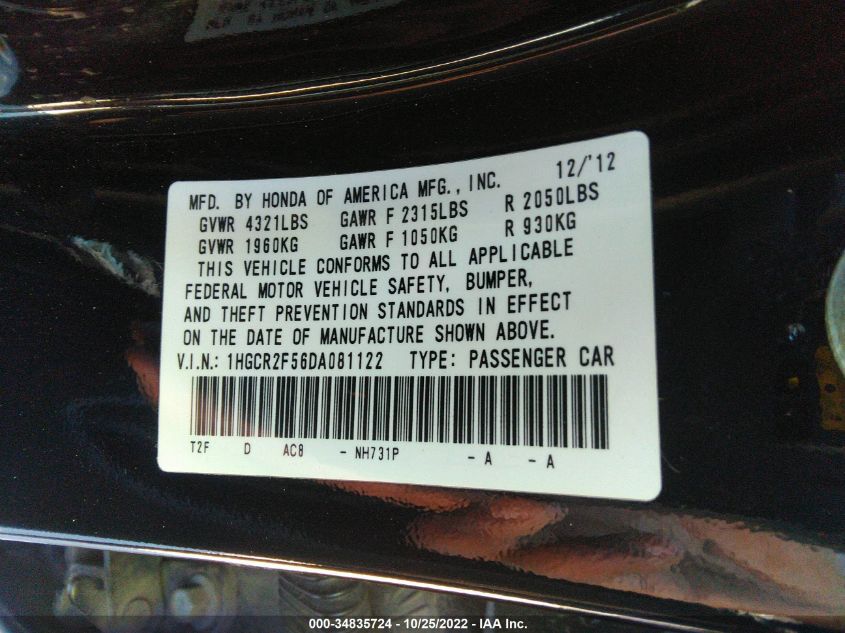 MFD. BY HONDA OF AMERICA MFG., INC. 12/'12
GVWR 4321LBS GAWR F 2315LBS R 2050LBS
GVWR 1960KG GAWR F 1050KG R 930KG
THIS VEHICLE CONFORMS TO ALL APPLICABLE
FEDERAL MOTOR VEHICLE SAFETY, BUMPER,
AND THEFT PREVENTION STANDARDS IN EFFECT
ON THE DATE OF MANUFACTURE SHOWN ABOVE.
V.I.N.: 1HGCR2F56DA081122 TYPE: PASSENGER CAR
T2F D AC8 - NH731P - A - A
000-34835724 - 10/25/2022 - IAA Inc.